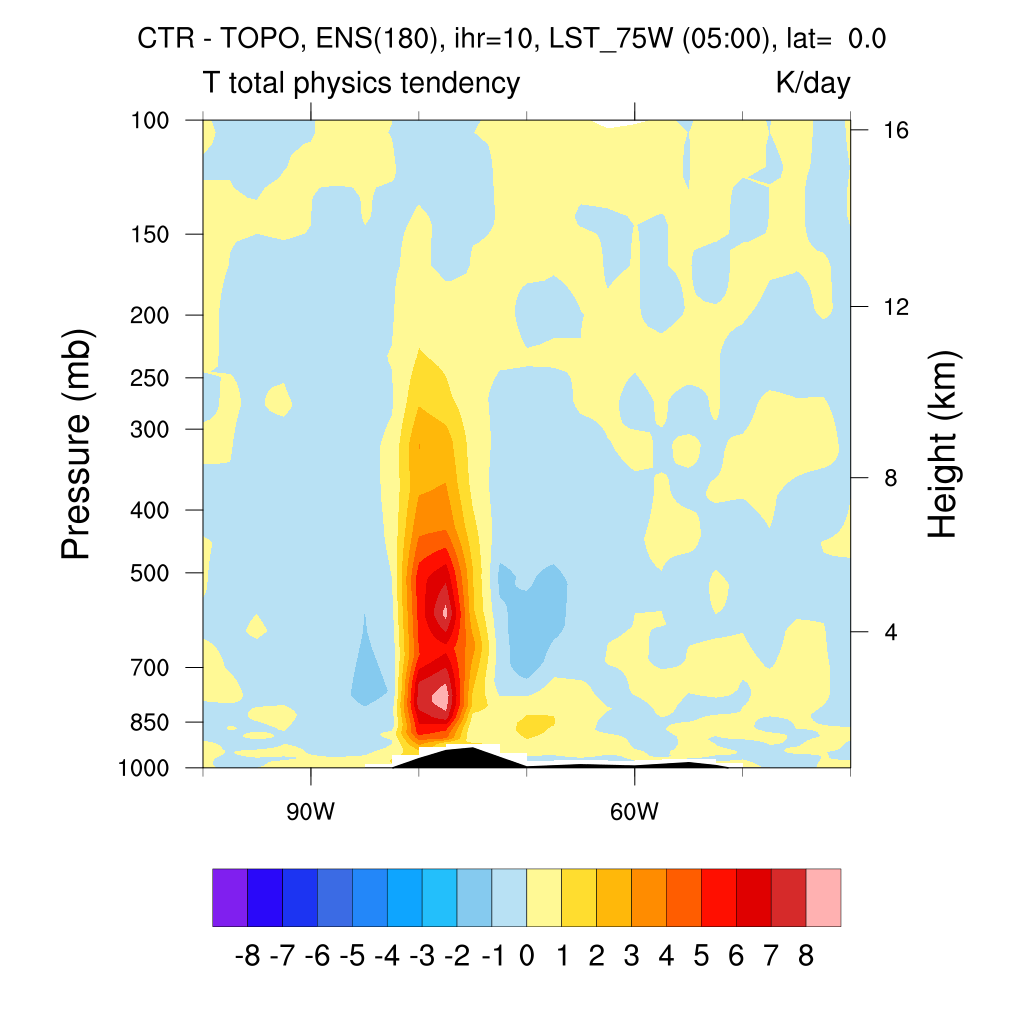 CTR - TOPO, ENS(180), ihr=10, LST_75W (05:00), lat=  0.0
T total physics tendency K/day
100
150
200
250
300
400
500
700
850
1000
Pressure (mb)
16
12
8
4
Height (km)
90W 60W
-8 -7 -6 -5 -4 -3 -2 -1 0 1 2 3 4 5 6 7 8